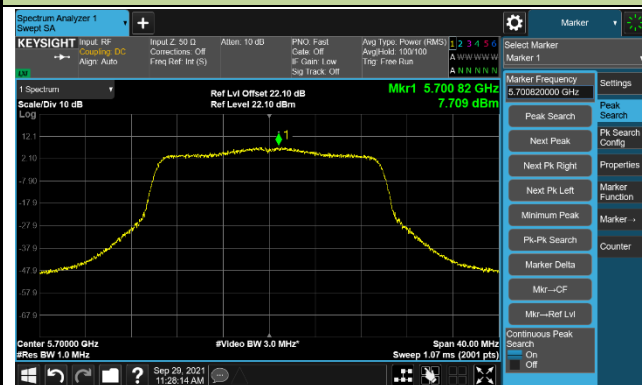 Spectrum Analyzer 1
Swept SA
Marker
KEYSIGHT
Input: RF
Coupling: DC
Align: Auto
Input Z: 50 Ω
Corrections: Off
Freq Ref: Int (S)
Atten: 10 dB
PNO: Fast
Gate: Off
IF Gain: Low
Sig Track: Off
Avg Type: Power (RMS)
Avg|Hold: 100/100
Trig: Free Run
1 2 3 4 5 6
A W W W W W
A N N N N N
LXI
Select Marker
Marker 1
1 Spectrum
Scale/Div 10 dB
Log
Ref Lvl Offset 22.10 dB
Ref Level 22.10 dBm
Mkr1 5.700 82 GHz
7.709 dBm
1
12.1
2.10
-7.90
-17.9
-27.9
-37.9
-47.9
-57.9
-67.9
Center 5.70000 GHz
#Res BW 1.0 MHz
#Video BW 3.0 MHz*
Span 40.00 MHz
Sweep 1.07 ms (2001 pts)
Marker Frequency
5.700820000 GHz
Peak Search
Next Peak
Next Pk Right
Next Pk Left
Minimum Peak
Pk-Pk Search
Marker Delta
Mkr→CF
Mkr→Ref Lvl
Continuous Peak
Search
On
Off
Settings
Peak
Search
Pk Search
Config
Properties
Marker
Function
Marker→
Counter
?
Sep 29, 2021
11:28:14 AM